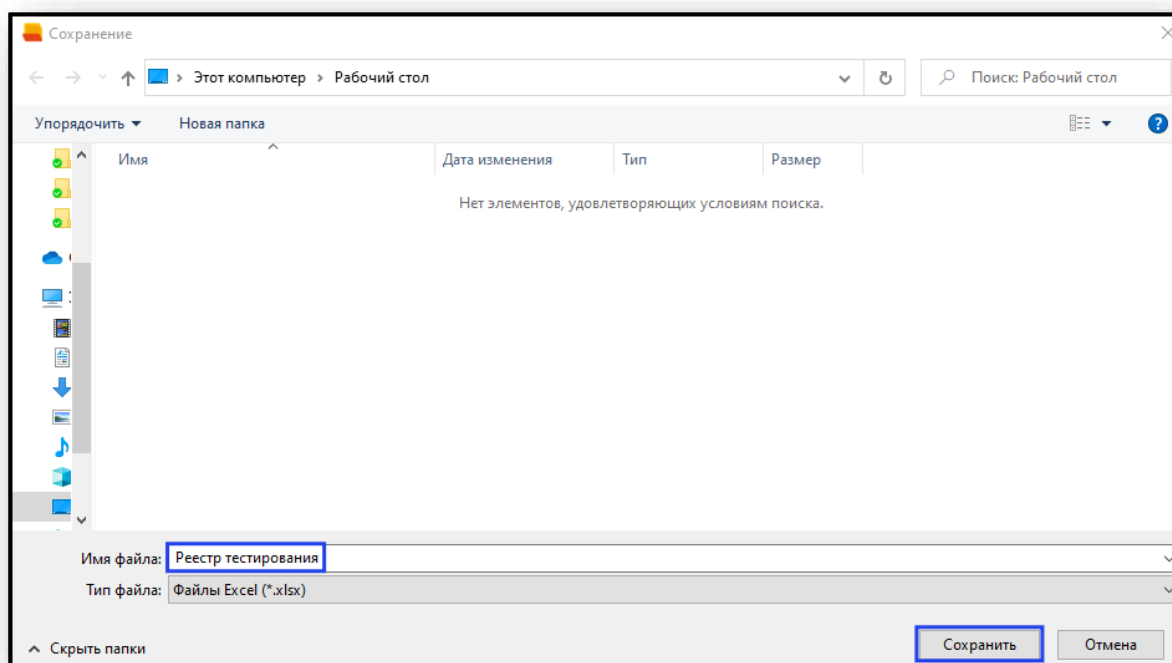 Сохранение
Этот компьютер › Рабочий стол
Поиск: Рабочий стол
Упорядочить Новая папка
Имя Дата изменения Тип Размер
Нет элементов, удовлетворяющих условиям поиска.
Имя файла: Реестр тестирования
Тип файла: Файлы Excel (*.xlsx)
Скрыть папки Сохранить Отмена